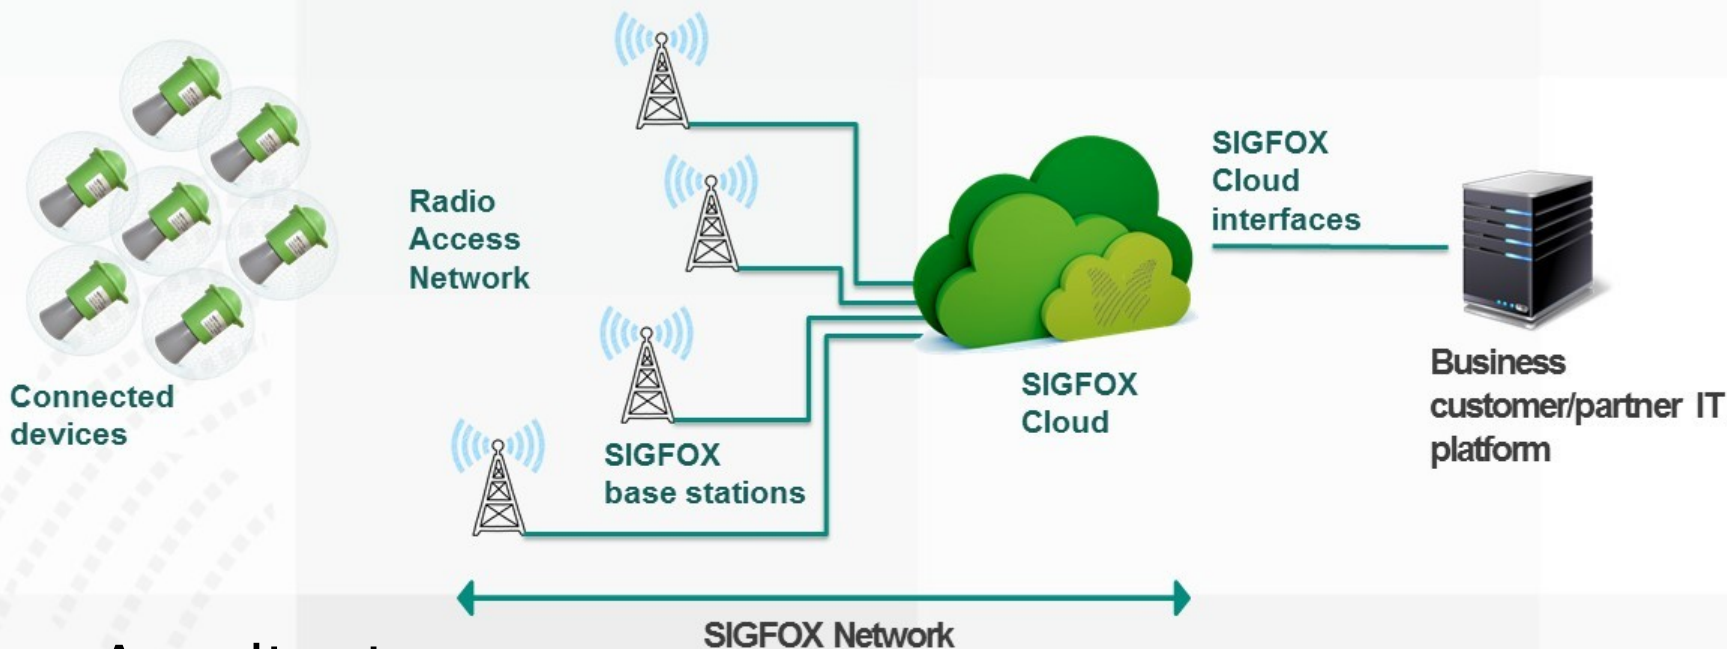 Connected
devices
Radio
Access
Network
SIGFOX
base stations
SIGFOX
Cloud
SIGFOX
Cloud
interfaces
Business
customer/partner IT
platform
SIGFOX Network